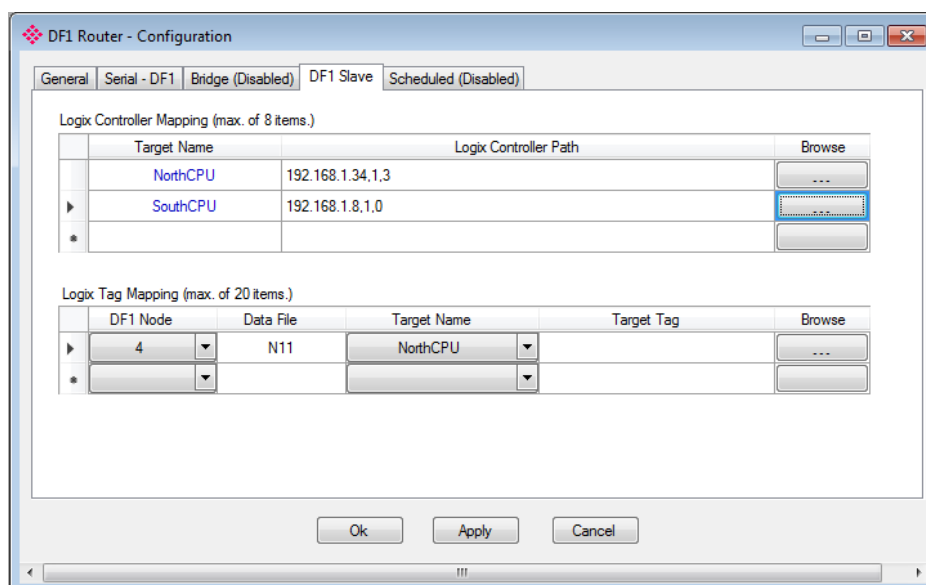 DF1 Router - Configuration
General Serial - DF1 Bridge (Disabled) DF1 Slave Scheduled (Disabled)
Logix Controller Mapping (max. of 8 items.)
Target Name Logix Controller Path Browse
NorthCPU 192.168.1.34,1,3 ...
SouthCPU 192.168.1.8,1,0 ...
Logix Tag Mapping (max. of 20 items.)
DF1 Node Data File Target Name Target Tag Browse
4 N11 NorthCPU ...
Ok Apply Cancel